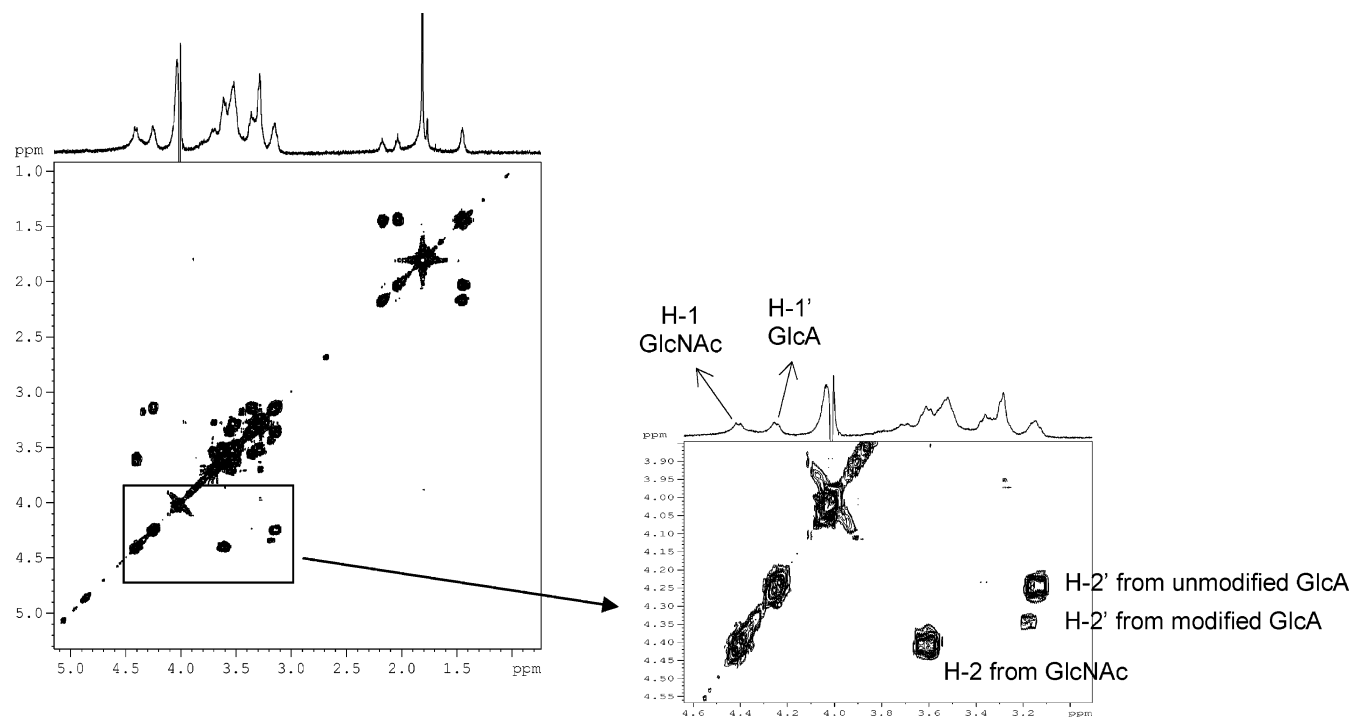 ppm
1.0
1.5
2.0
2.5
3.0
3.5
4.0
4.5
5.0
5.0 4.5 4.0 3.5 3.0 2.5 2.0 1.5 ppm
H-1
GlcNAc
H-1'
GlcA
ppm
3.90
3.95
4.00
4.05
4.10
4.15
4.20
4.25
4.30
4.35
4.40
4.45
4.50
4.55
H-2' from unmodified GlcA
H-2' from modified GlcA
H-2 from GlcNAc
4.6 4.4 4.2 4.0 3.8 3.6 3.4 3.2 ppm